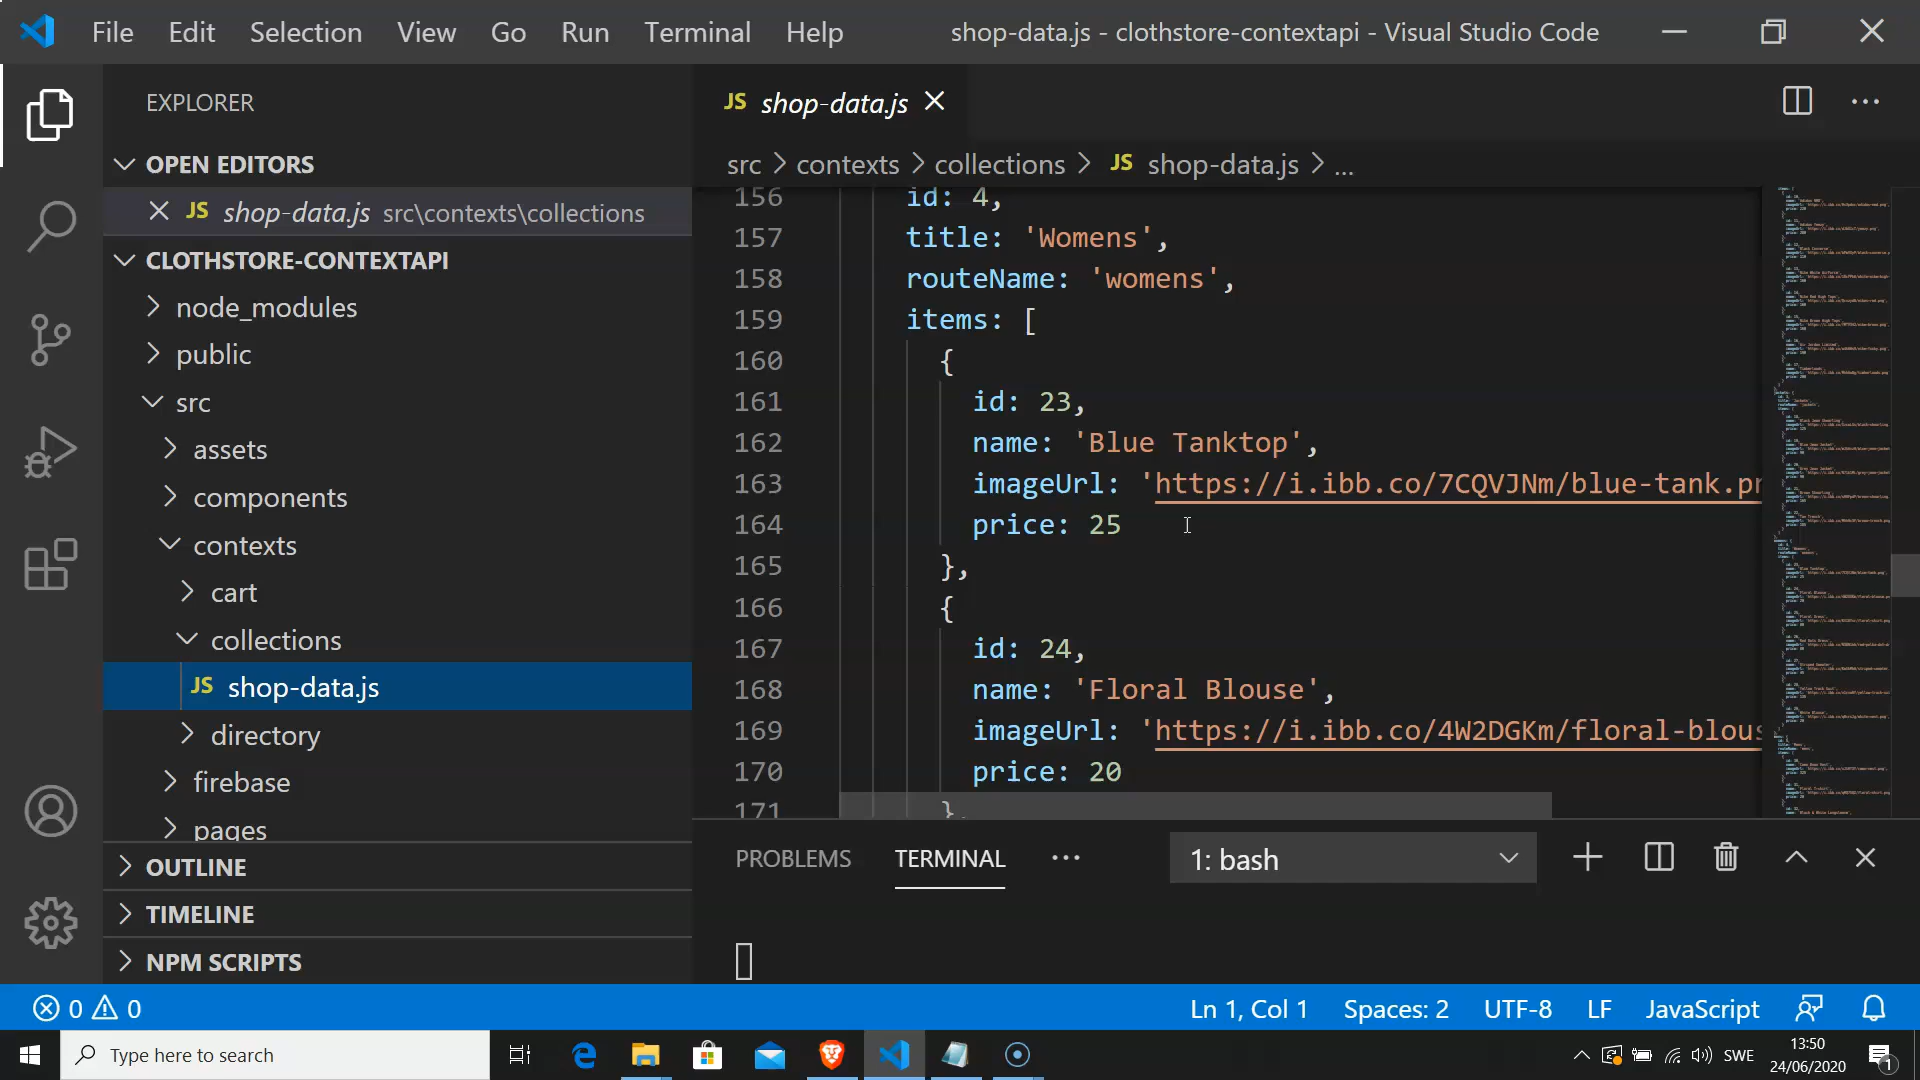 File Edit Selection View Go Run Terminal Help shop-data.js - clothstore-contextapi - Visual Studio Code
EXPLORER
OPEN EDITORS
JS shop-data.js src\contexts\collections
CLOTHSTORE-CONTEXTAPI
node_modules
public
src
assets
components
contexts
cart
collections
JS shop-data.js
directory
firebase
pages
OUTLINE
TIMELINE
NPM SCRIPTS
JS shop-data.js
src > contexts > collections > JS shop-data.js > ...
156 id: 4,
157 title: 'Womens',
158 routeName: 'womens',
159 items: [
160 {
161 id: 23,
162 name: 'Blue Tanktop',
163 imageUrl: 'https://i.ibb.co/7CQVJNm/blue-tank.pn
164 price: 25
165 },
166 {
167 id: 24,
168 name: 'Floral Blouse',
169 imageUrl: 'https://i.ibb.co/4W2DGKm/floral-blous
170 price: 20
171 }
PROBLEMS TERMINAL ... 1: bash
0 0 Ln 1, Col 1 Spaces: 2 UTF-8 LF JavaScript
Type here to search SWE 13:50
24/06/2020 1